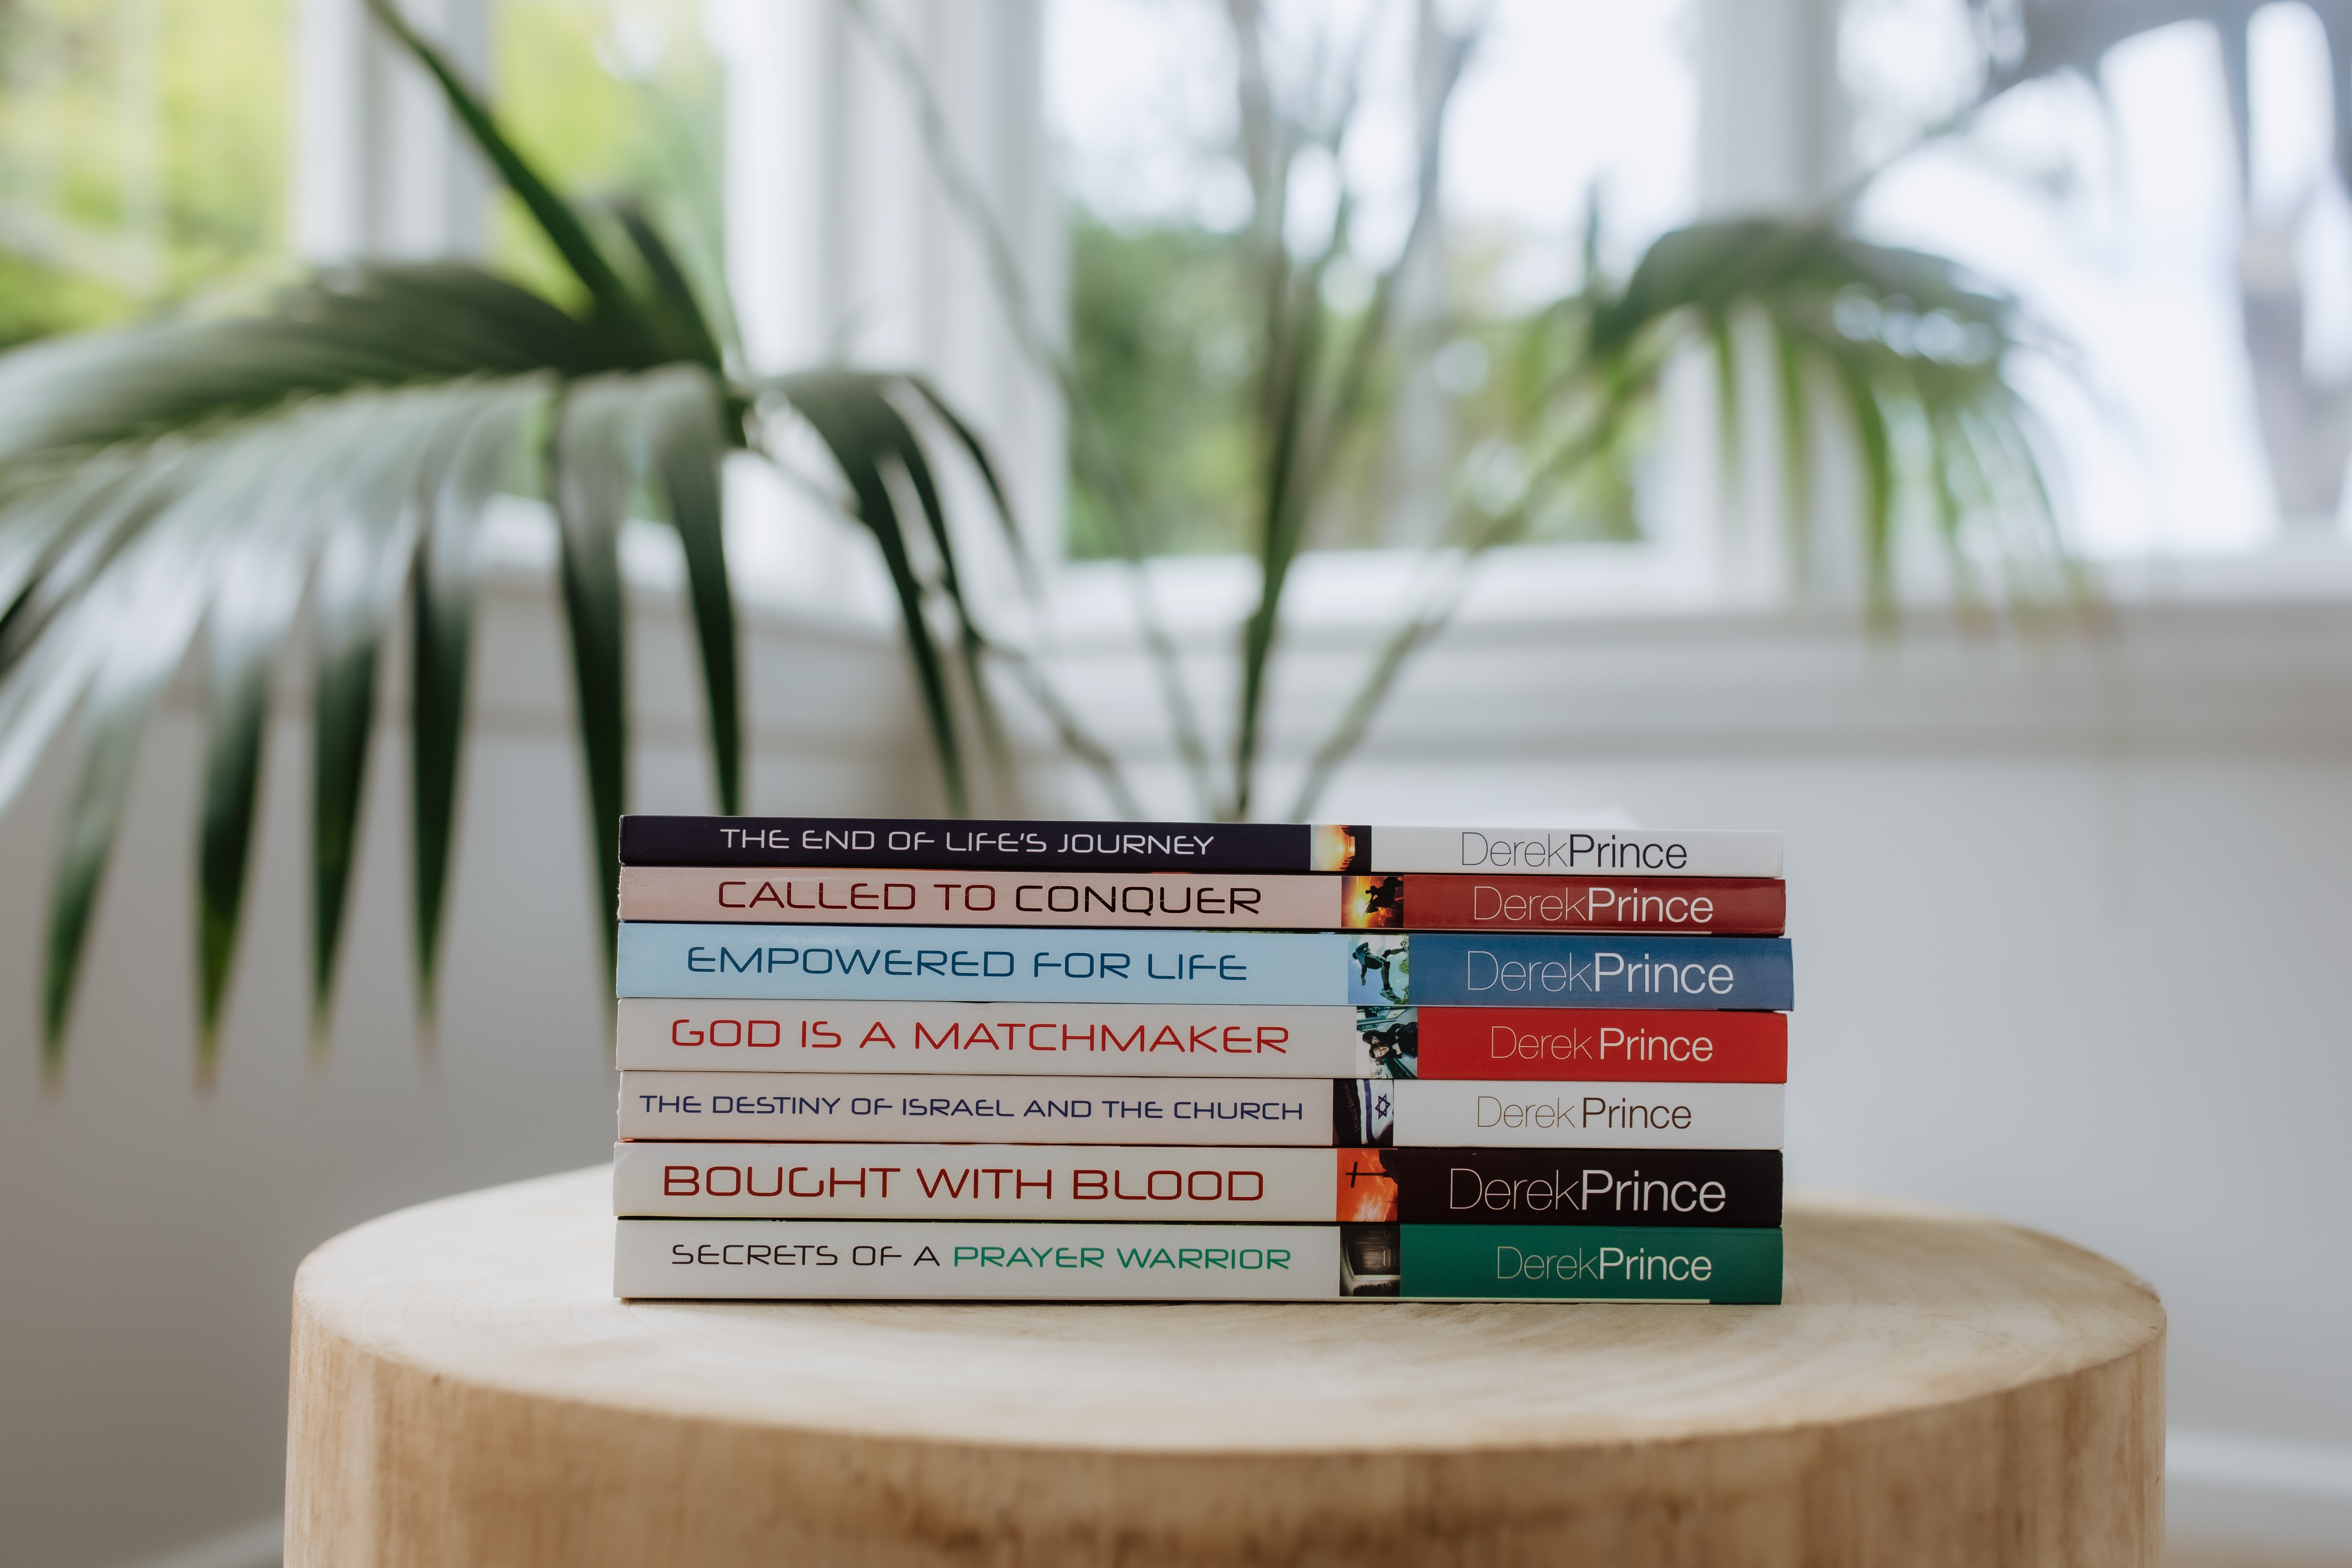 THE END OF LIFE'S JOURNEY DerekPrince
CALLED TO CONQUER DerekPrince
EMPOWERED FOR LIFE DerekPrince
GOD IS A MATCHMAKER Derek Prince
THE DESTINY OF ISRAEL AND THE CHURCH Derek Prince
BOUGHT WITH BLOOD DerekPrince
SECRETS OF A PRAYER WARRIOR DerekPrince